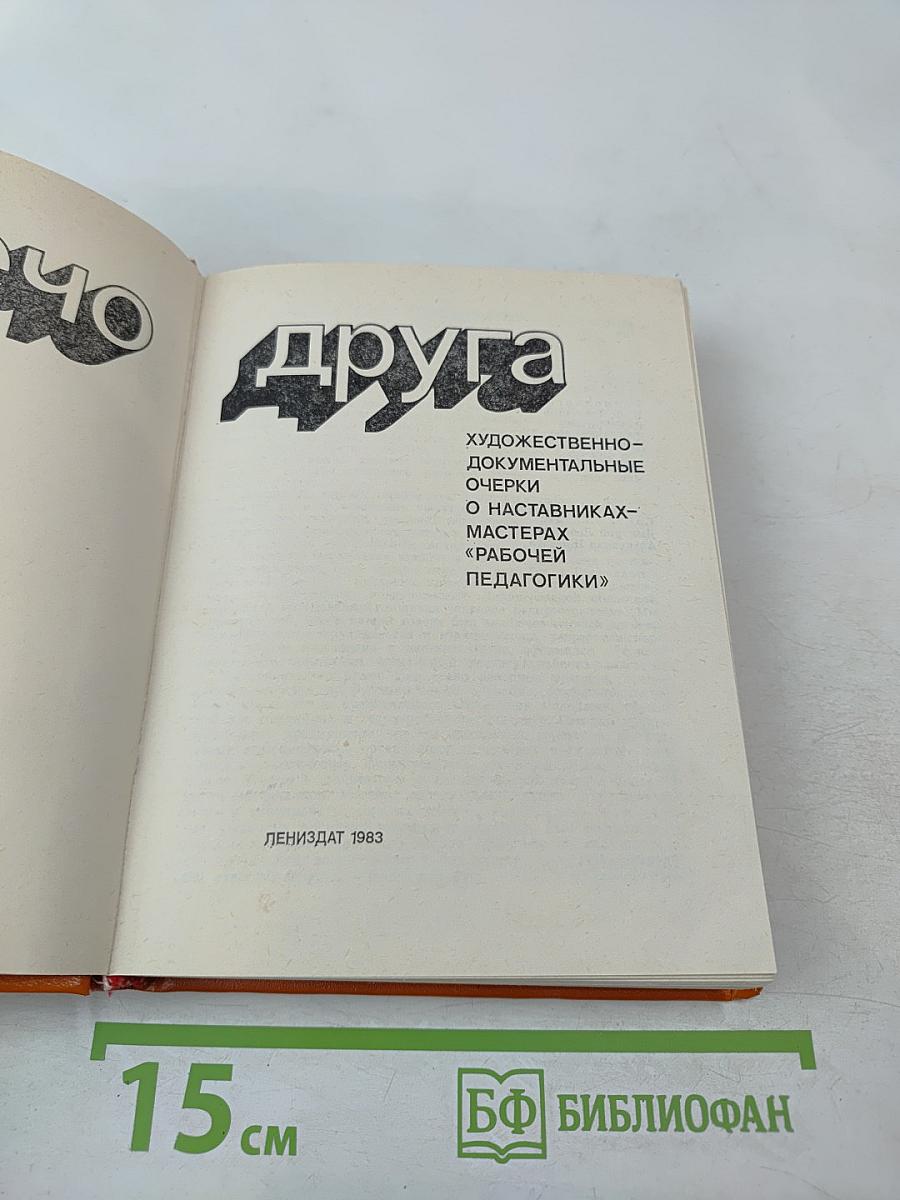 чо
друга
ХУДОЖЕСТВЕННО-
ДОКУМЕНТАЛЬНЫЕ
ОЧЕРКИ
О НАСТАВНИКАХ-
МАСТЕРАХ
«РАБОЧЕЙ
ПЕДАГОГИКИ»
ЛЕНИЗДАТ 1983
15 см
БФ БИБЛИОФАН